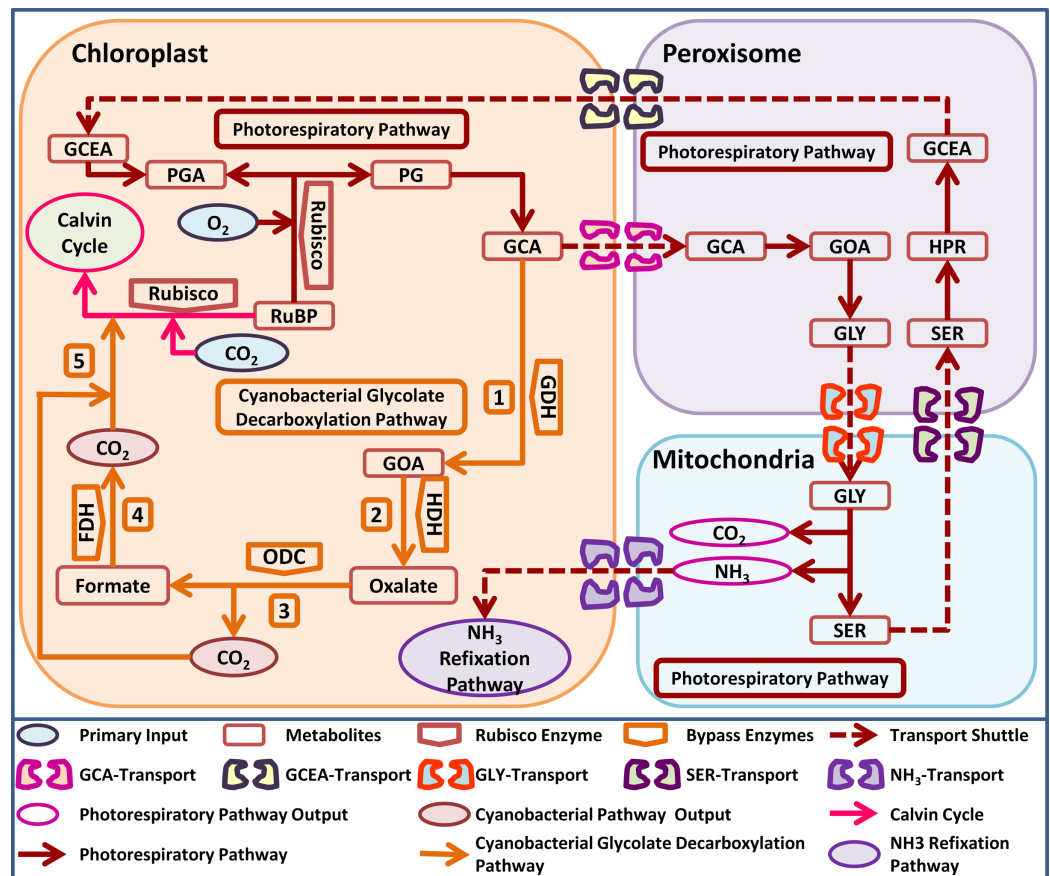 Chloroplast
Peroxisome
Photorespiratory Pathway
Photorespiratory Pathway
GCEA
GCEA
PGA
PG
Calvin
Cycle
O2
Rubisco
GCA
GCA
GOA
HPR
Rubisco
RuBP
GLY
SER
CO2
5
Cyanobacterial Glycolate
Decarboxylation Pathway
1
GDH
CO2
GOA
Mitochondria
GLY
FDH
4
2
HDH
CO2
ODC
NH3
Formate
Oxalate
3
SER
CO2
NH3
Refixation
Pathway
Photorespiratory Pathway
Primary Input
Metabolites
Rubisco Enzyme
Bypass Enzymes
Transport Shuttle
GCA-Transport
GCEA-Transport
GLY-Transport
SER-Transport
NH3-Transport
Photorespiratory Pathway Output
Cyanobacterial Pathway Output
Calvin Cycle
Photorespiratory Pathway
Cyanobacterial Glycolate Decarboxylation
Pathway
NH3 Refixation
Pathway